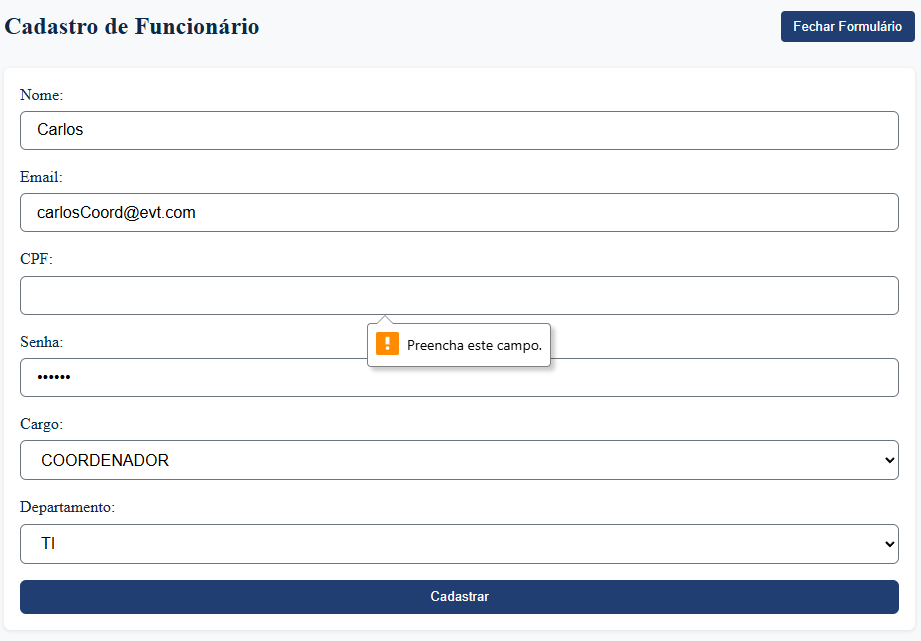 Cadastro de Funcionário
Fechar Formulário
Nome:
Carlos
Email:
carlosCoord@evt.com
CPF:
Preencha este campo.
Senha:
••••••
Cargo:
COORDENADOR
Departamento:
TI
Cadastrar